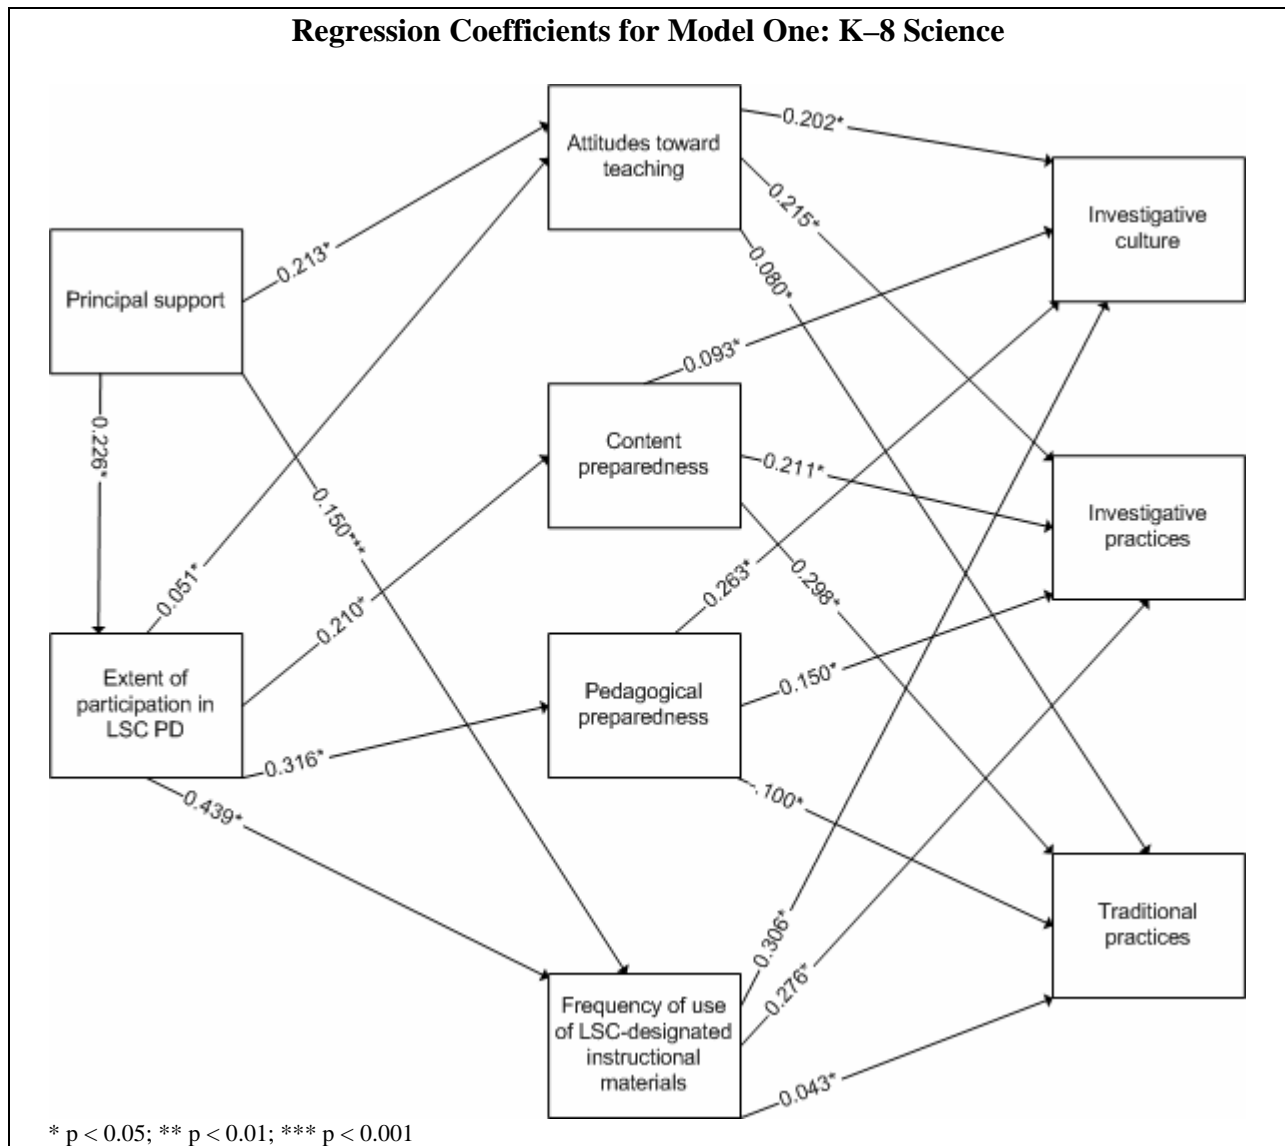 Regression Coefficients for Model One: K–8 Science
Attitudes toward
teaching
0.202*
Investigative
culture
0.215*
0.213*
0.080*
Principal support
0.093*
0.226*
Content
preparedness
0.211*
Investigative
practices
0.150***
0.051*
0.210*
0.263*
0.298*
Extent of
participation in
LSC PD
Pedagogical
preparedness
0.150*
0.316*
-.100*
0.439*
Traditional
practices
0.306*
0.276*
Frequency of use
of LSC-designated
instructional
materials
0.043*
* p < 0.05; ** p < 0.01; *** p < 0.001